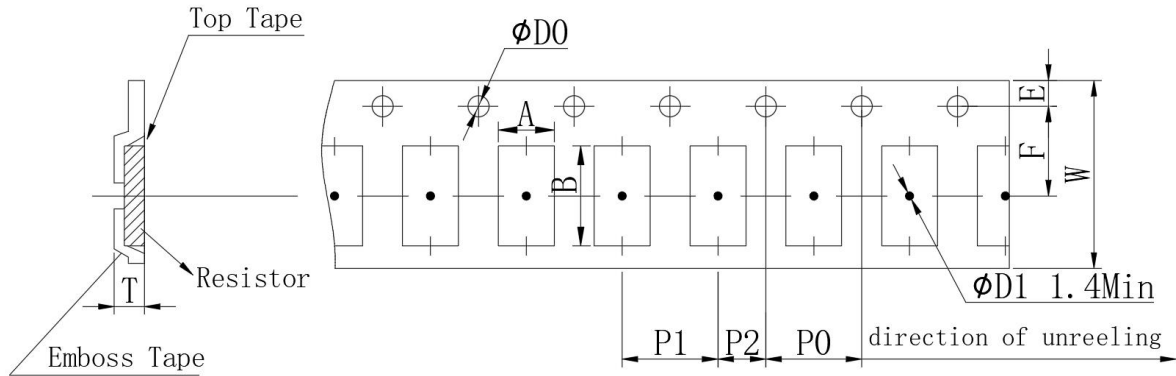 Top Tape
ΦD0
A
B
E
F
W
Resistor
T
Emboss Tape
ΦD1 1.4Min
P1
P2
P0
direction of unreeling